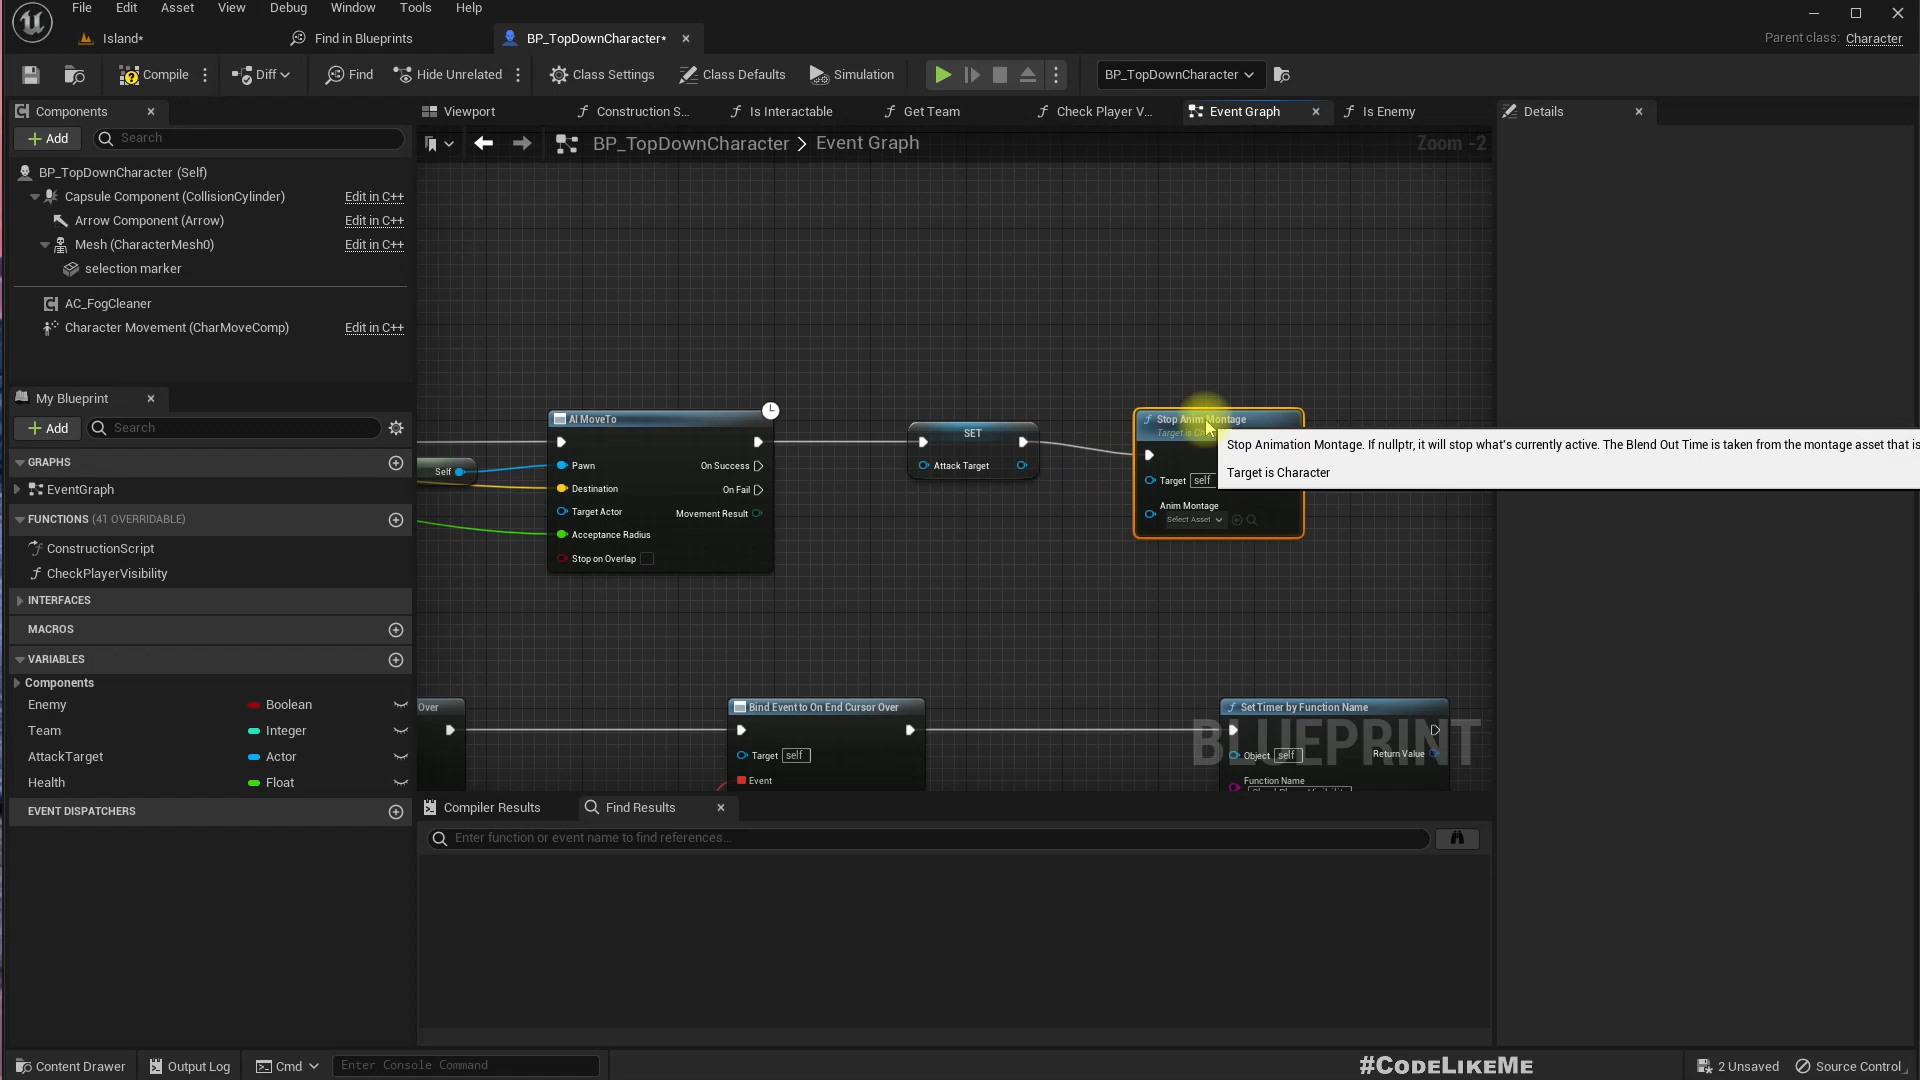 File Edit Asset View Debug Window Tools Help
Island* Find in Blueprints BP_TopDownCharacter*
Parent class: Character
Compile Diff Find Hide Unrelated Class Settings Class Defaults Simulation BP_TopDownCharacter
Components
Viewport Construction S... Is Interactable Get Team Check Player V... Event Graph Is Enemy
Details
Add Search
BP_TopDownCharacter > Event Graph
Zoom -2
BP_TopDownCharacter (Self)
Capsule Component (CollisionCylinder) Edit in C++
Arrow Component (Arrow) Edit in C++
Mesh (CharacterMesh0) Edit in C++
selection marker
AC_FogCleaner
Character Movement (CharMoveComp) Edit in C++
My Blueprint
Add Search
GRAPHS
EventGraph
FUNCTIONS (41 OVERRIDABLE)
ConstructionScript
CheckPlayerVisibility
INTERFACES
MACROS
VARIABLES
Components
Enemy Boolean
Team Integer
AttackTarget Actor
Health Float
EVENT DISPATCHERS
Self
AI MoveTo
Pawn On Success
Destination On Fail
Target Actor Movement Result
Acceptance Radius
Stop on Overlap
SET
Attack Target
Stop Anim Montage
Target self
Anim Montage
Select Asset
Stop Animation Montage. If nullptr, it will stop what's currently active. The Blend Out Time is taken from the montage asset that is
Target is Character
Over
Bind Event to On End Cursor Over
Target self
Event
Set Timer by Function Name
Object self Return Value
Function Name
BLUEPRINT
Compiler Results Find Results
Enter function or event name to find references...
Content Drawer Output Log Cmd Enter Console Command
#CODELIKEME
2 Unsaved Source Control